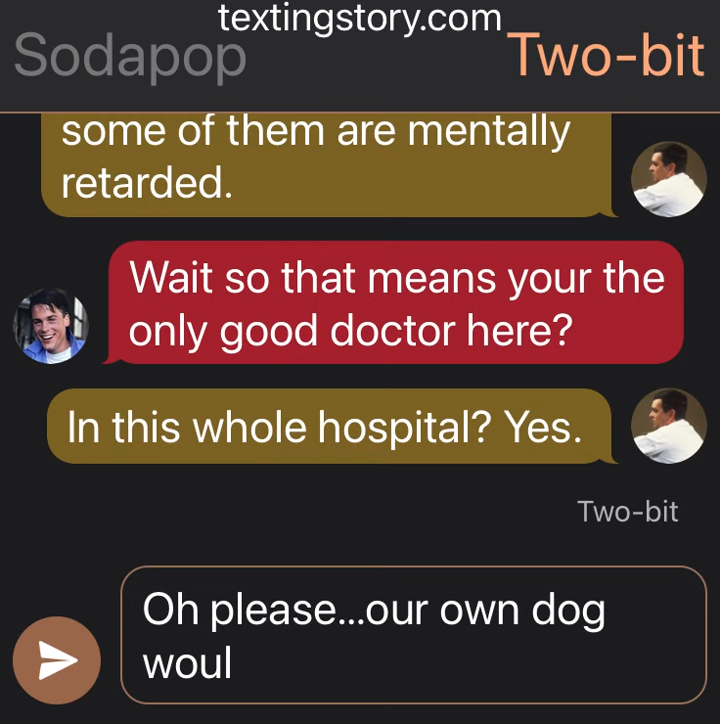 textingstory.com
Sodapop
Two-bit
some of them are mentally
retarded.
Wait so that means your the
only good doctor here?
In this whole hospital? Yes.
Two-bit
Oh please...our own dog
woul